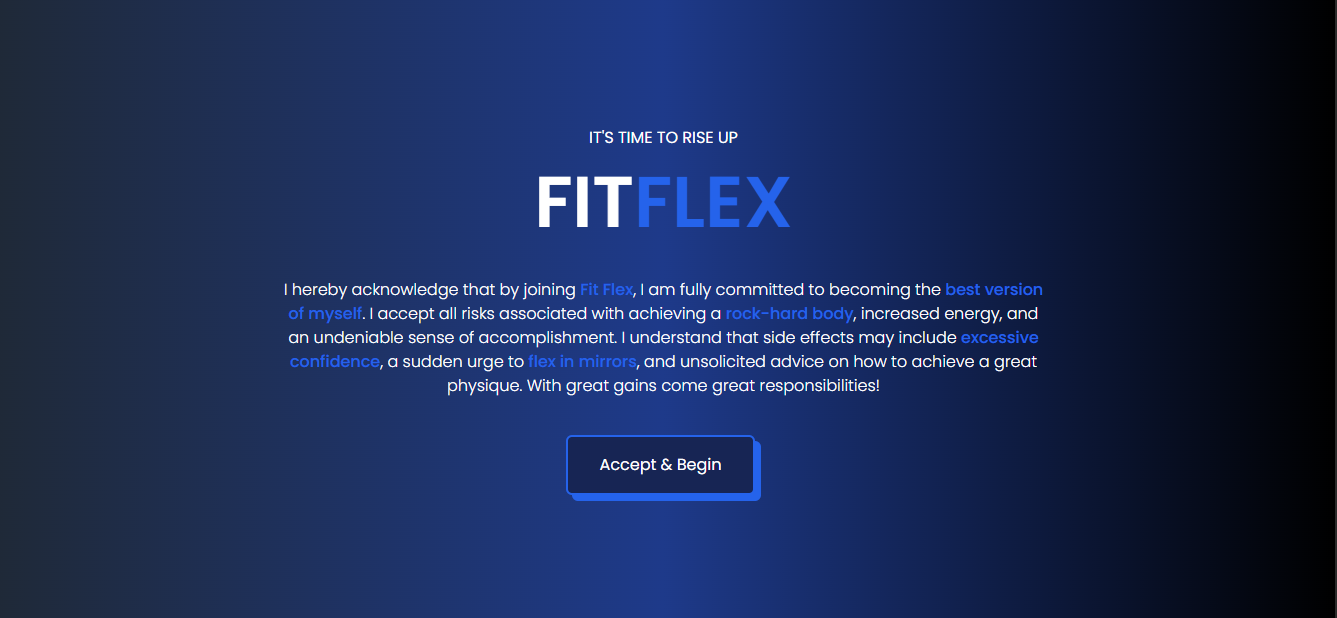 IT'S TIME TO RISE UP
FITFLEX
I hereby acknowledge that by joining Fit Flex, I am fully committed to becoming the best version
of myself. I accept all risks associated with achieving a rock-hard body, increased energy, and
an undeniable sense of accomplishment. I understand that side effects may include excessive
confidence, a sudden urge to flex in mirrors, and unsolicited advice on how to achieve a great
physique. With great gains come great responsibilities!
Accept & Begin